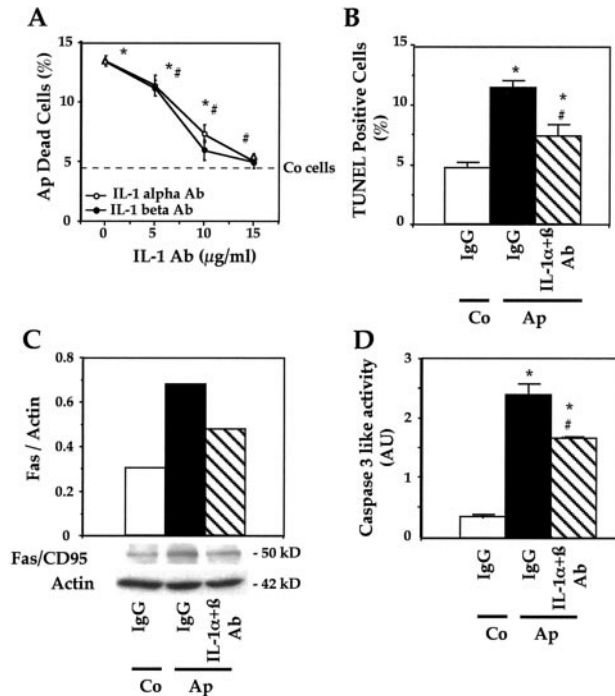 A
Ap Dead Cells (%)
15
10
5
0
* 
*#
*#
#
Co cells
IL-1 alpha Ab
IL-1 beta Ab
0 5 10 15
IL-1 Ab (µg/ml)
B
TUNEL Positive Cells
(%)
15
10
5
0
*
*
#
IgG
IgG
IL-1α+ß
Ab
Co Ap
C
Fas / Actin
0.8
0.6
0.4
0.2
0
Fas/CD95 - 50 kD
Actin - 42 kD
IgG
IgG
IL-1α+ß
Ab
Co Ap
D
Caspase 3 like activity
(AU)
3
2
1
0
*
*
#
IgG
IgG
IL-1α+ß
Ab
Co Ap